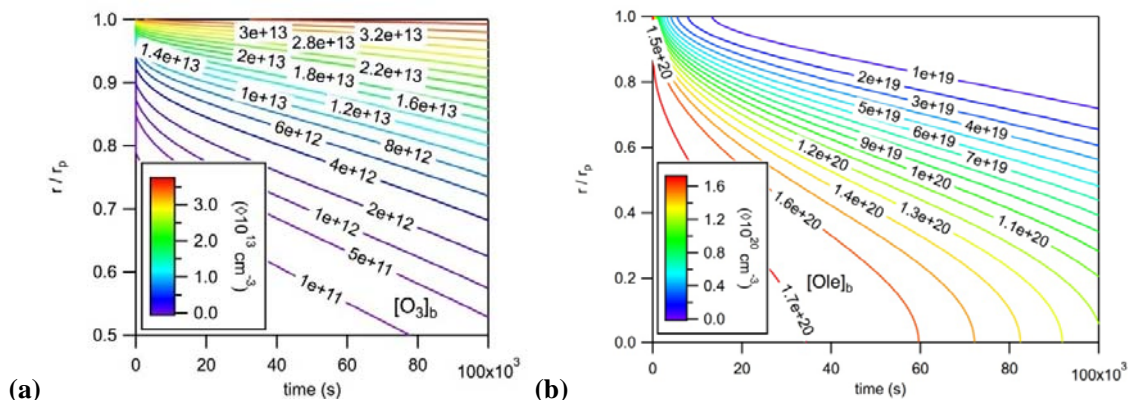 1.0
0.9
0.8
0.7
0.6
0.5
r / rp
3e+13
3.2e+13
2.8e+13
1.4e+13
2e+13
2.2e+13
1.8e+13
1.6e+13
1e+13
1.2e+13
6e+12
8e+12
4e+12
2e+12
1e+12
5e+11
1e+11
3.0
2.0
1.0
0.0
(◊10 13 cm-3)
[O3]b
0 20 40 60 80 100x10 3
time (s)
(a)
1.0
0.8
0.6
0.4
0.2
0.0
r / rp
1.5e+20
1e+19
2e+19
3e+19
4e+19
5e+19
6e+19
7e+19
9e+19
1e+20
1.2e+20
1.1e+20
1.4e+20
1.3e+20
1.6e+20
1.7e+20
1.6
1.2
0.8
0.4
0.0
(◊10 20 cm-3)
[Ole]b
0 20 40 60 80 100x10 3
time (s)
(b)